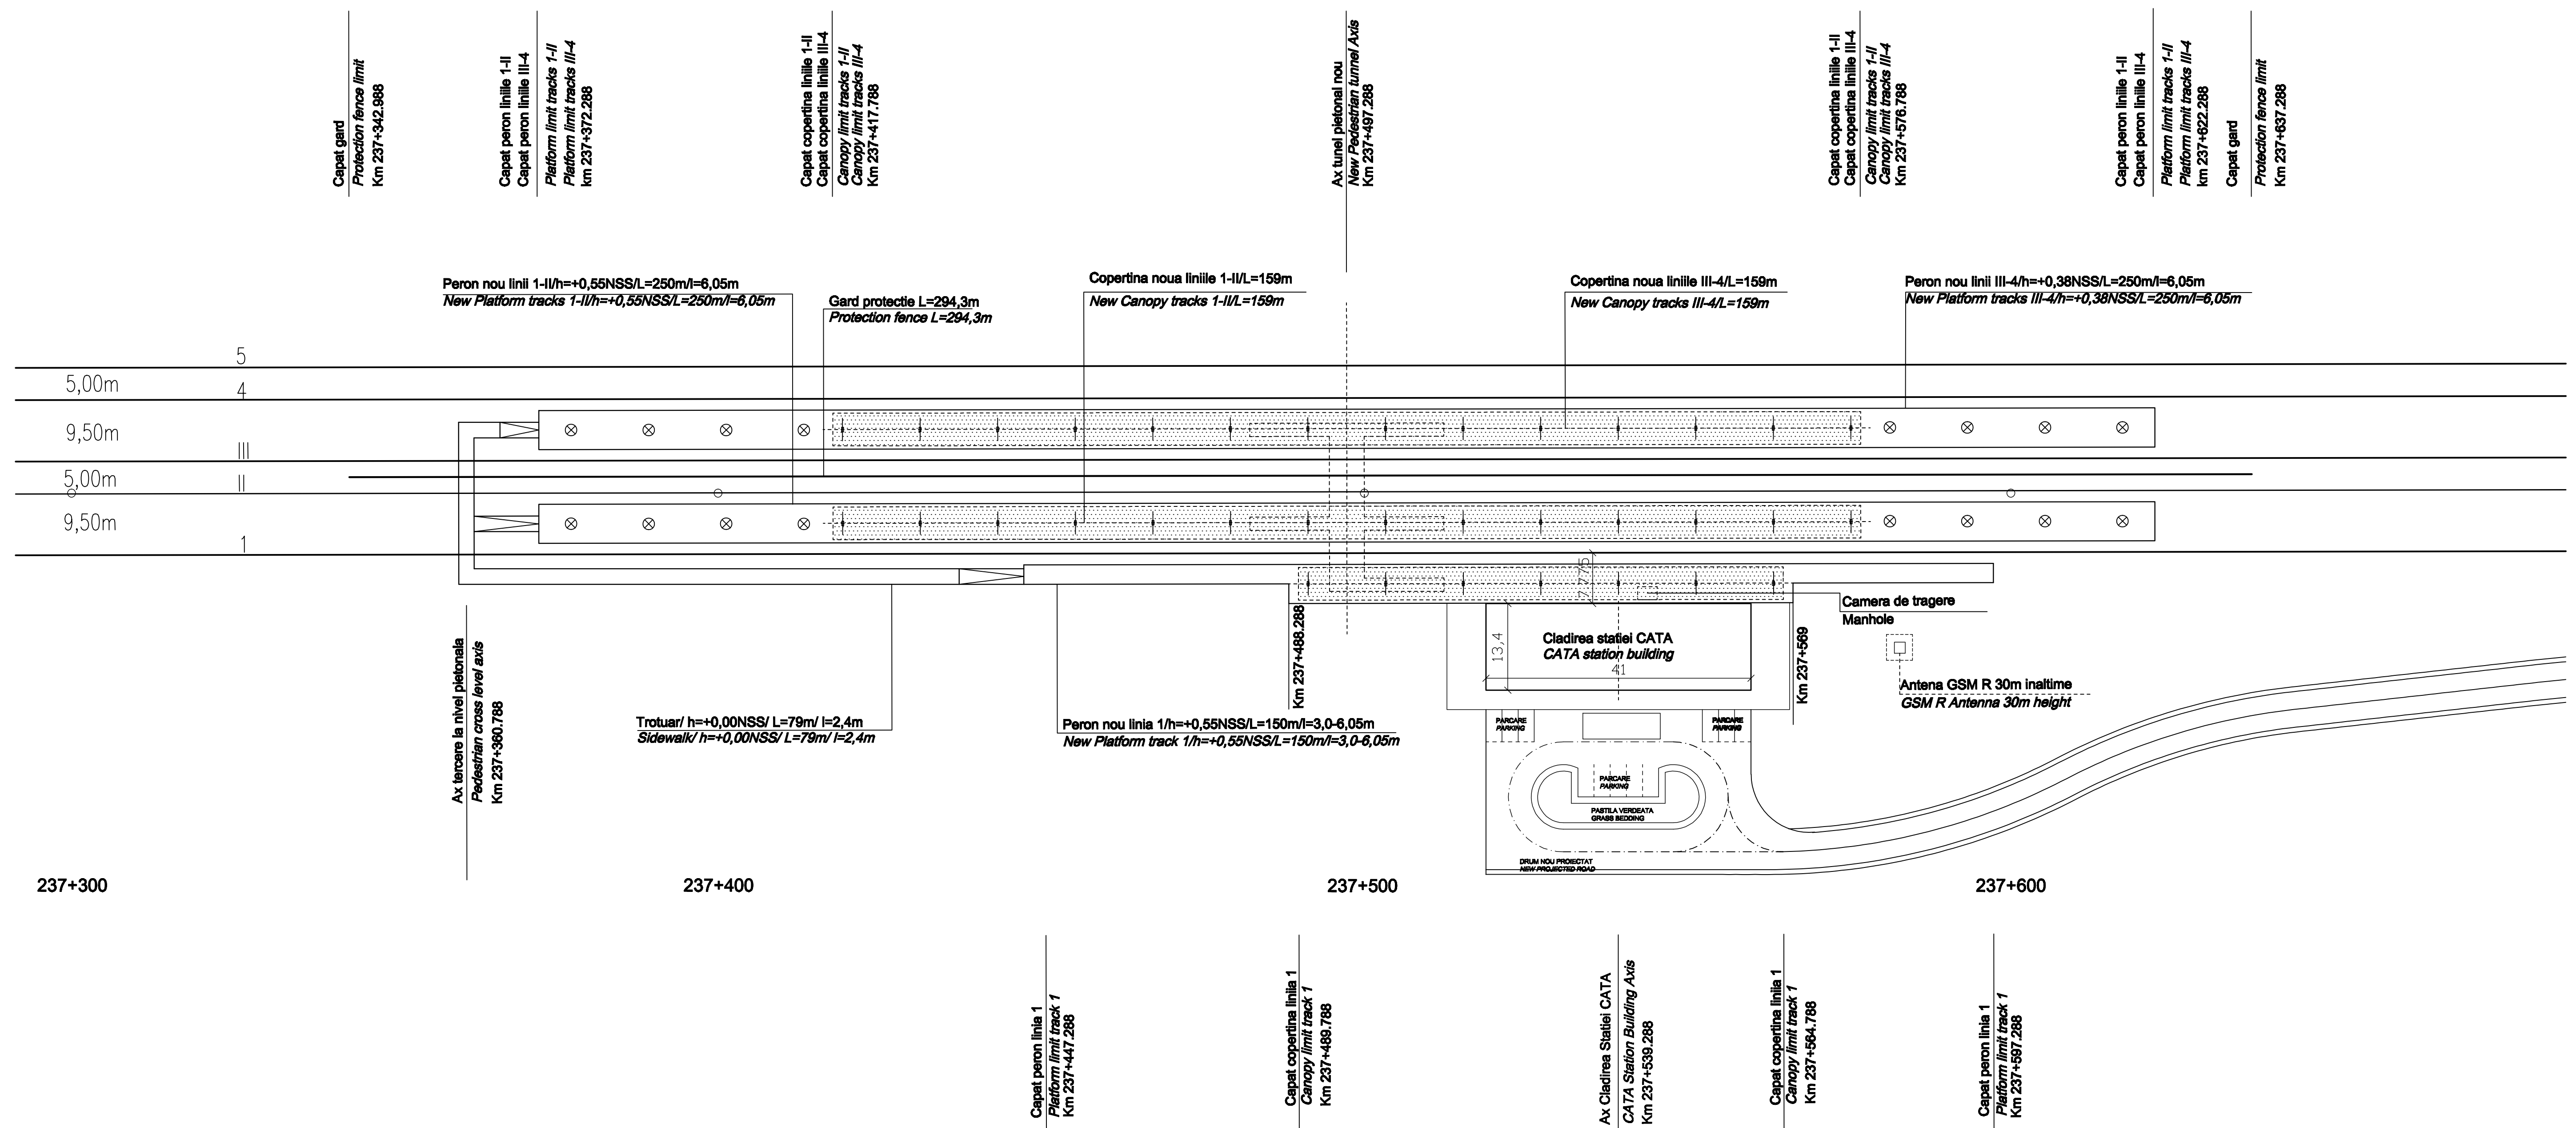 Capat gard
Protection fence limit
Km 237+342.988
Capat peron liniile 1-II
Capat peron liniile III-4
Platform limit tracks 1-II
Platform limit tracks III-4
km 237+372.288
Capat copertina liniile 1-II
Capat copertina liniile III-4
Canopy limit tracks 1-II
Canopy limit tracks III-4
Km 237+417.788
Ax tunel pietonal nou
New Pedestrian tunnel Axis
Km 237+497.288
Capat copertina liniile 1-II
Capat copertina liniile III-4
Canopy limit tracks 1-II
Canopy limit tracks III-4
Km 237+576.788
Capat peron liniile 1-II
Capat peron liniile III-4
Platform limit tracks 1-II
Platform limit tracks III-4
km 237+622.288
Capat gard
Protection fence limit
Km 237+637.288
Peron nou linii 1-II/h=+0,55NSS/L=250m/l=6,05m
New Platform tracks 1-II/h=+0,55NSS/L=250m/l=6,05m
Gard protectie L=294,3m
Protection fence L=294,3m
Copertina noua liniile 1-II/L=159m
New Canopy tracks 1-II/L=159m
Copertina noua liniile III-4/L=159m
New Canopy tracks III-4/L=159m
Peron nou linii III-4/h=+0,38NSS/L=250m/l=6,05m
New Platform tracks III-4/h=+0,38NSS/L=250m/l=6,05m
5
5,00m
4
9,50m
III
5,00m
II
9,50m
1
7.775
Camera de tragere
Manhole
Cladirea statiei CATA
CATA station building
13,4
41
Km 237+488.288
Km 237+569
Antena GSM R 30m inaltime
GSM R Antenna 30m height
Ax tercere la nivel pietonala
Pedestrian cross level axis
Km 237+360.788
Trotuar/ h=+0,00NSS/ L=79m/ l=2,4m
Sidewalk/ h=+0,00NSS/ L=79m/ l=2,4m
Peron nou linia 1/h=+0,55NSS/L=150m/l=3,0-6,05m
New Platform track 1/h=+0,55NSS/L=150m/l=3,0-6,05m
PARCARE
PARKING
PARCARE
PARKING
PARCARE
PARKING
PASTILA VERDEATA
GRASS BEDDING
DRUM NOU PROIECTAT
NEW PROJECTED ROAD
237+300
237+400
237+500
237+600
Capat peron linia 1
Platform limit track 1
Km 237+447.288
Capat copertina liniia 1
Canopy limit track 1
Km 237+489.788
Ax Cladirea Statiei CATA
CATA Station Building Axis
Km 237+539.288
Capat copertina liniia 1
Canopy limit track 1
Km 237+564.788
Capat peron linia 1
Platform limit track 1
Km 237+597.288